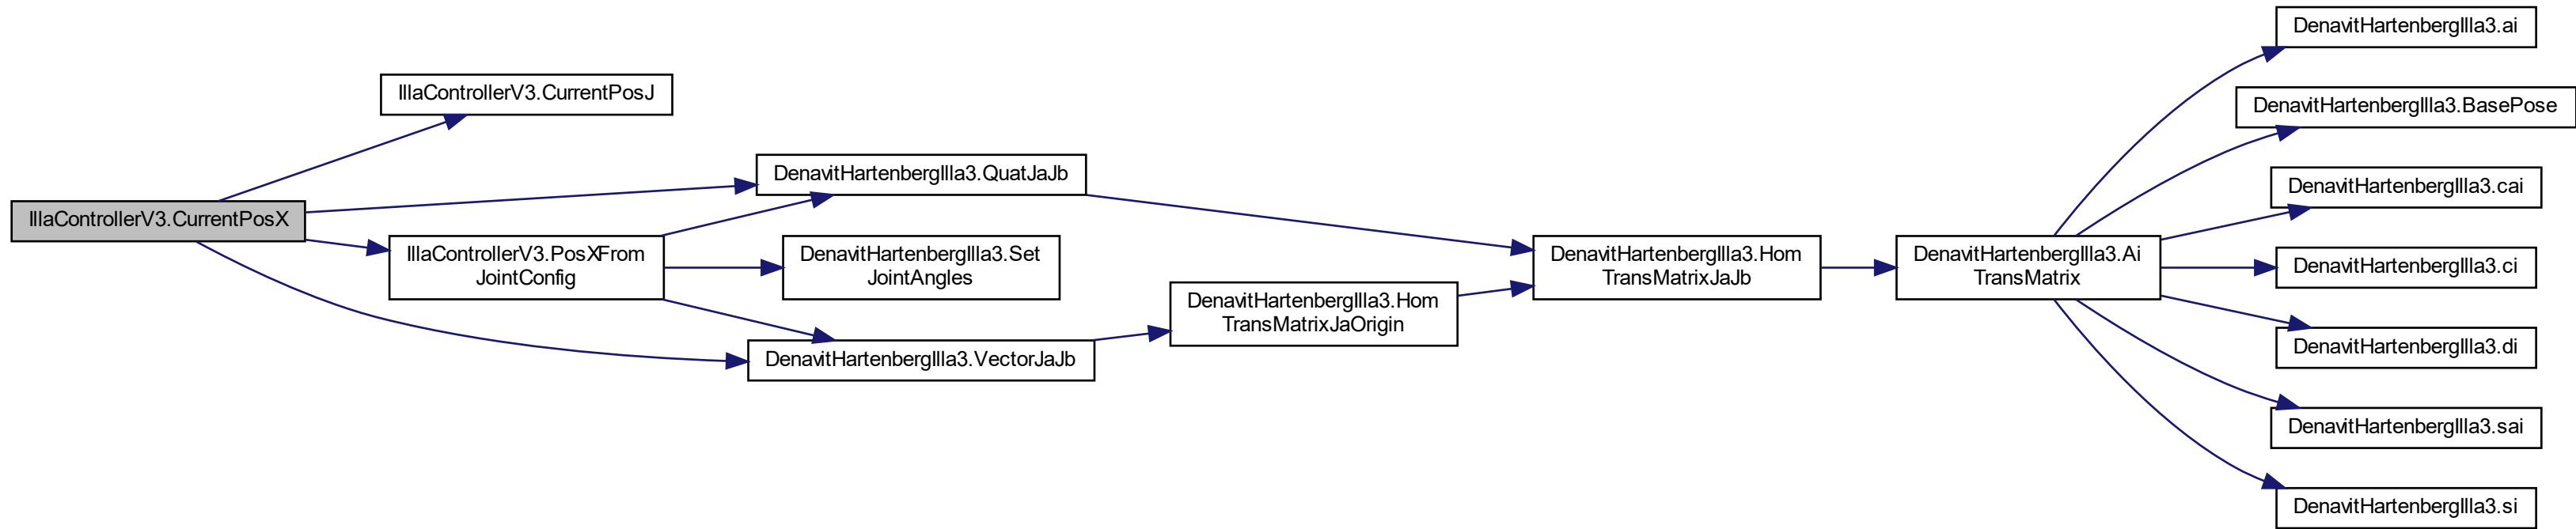 IllaControllerV3.CurrentPosX
IllaControllerV3.CurrentPosJ
DenavitHartenbergIlla3.QuatJaJb
IllaControllerV3.PosXFrom
JointConfig
DenavitHartenbergIlla3.Set
JointAngles
DenavitHartenbergIlla3.VectorJaJb
DenavitHartenbergIlla3.Hom
TransMatrixJaOrigin
DenavitHartenbergIlla3.Hom
TransMatrixJaJb
DenavitHartenbergIlla3.Ai
TransMatrix
DenavitHartenbergIlla3.ai
DenavitHartenbergIlla3.BasePose
DenavitHartenbergIlla3.cai
DenavitHartenbergIlla3.ci
DenavitHartenbergIlla3.di
DenavitHartenbergIlla3.sai
DenavitHartenbergIlla3.si